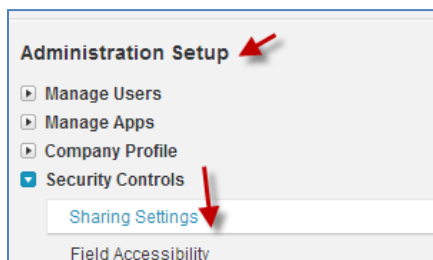 Administration Setup
Manage Users
Manage Apps
Company Profile
Security Controls
Sharing Settings
Field Accessibility